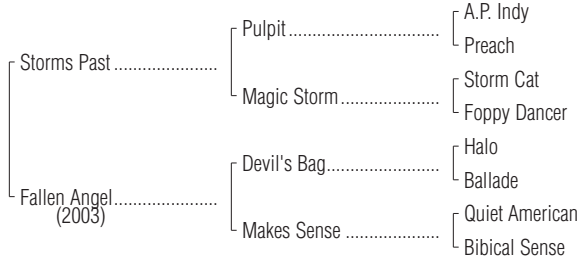 A.P. Indy
Pulpit
Preach
Storms Past
Storm Cat
Magic Storm
Foppy Dancer
Halo
Devil's Bag
Ballade
Fallen Angel
(2003)
Quiet American
Makes Sense
Bibical Sense